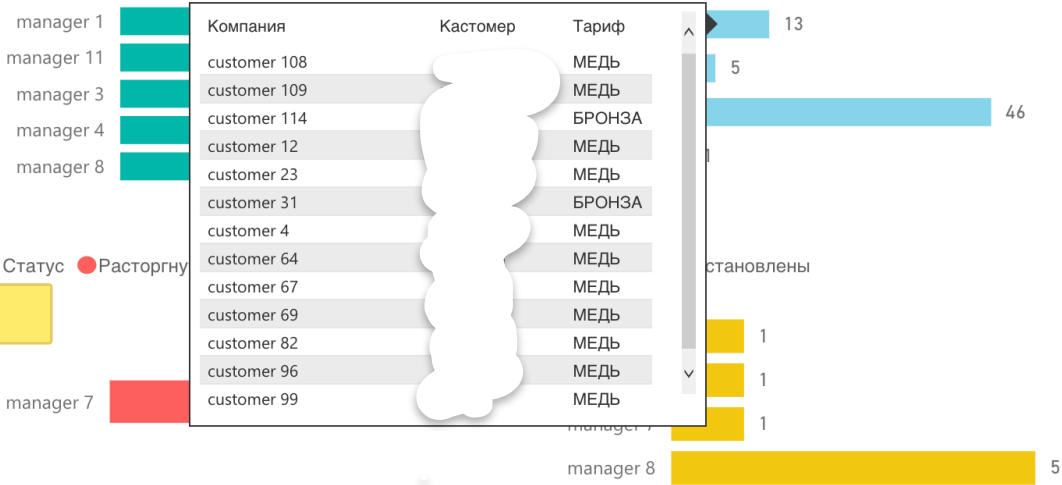 manager 1
manager 11
manager 3
manager 4
manager 8
Компания Кастомер Тариф
customer 108 МЕДЬ
customer 109 МЕДЬ
customer 114 БРОНЗА
customer 12 МЕДЬ
customer 23 МЕДЬ
customer 31 БРОНЗА
customer 4 МЕДЬ
customer 64 МЕДЬ
customer 67 МЕДЬ
customer 69 МЕДЬ
customer 82 МЕДЬ
customer 96 МЕДЬ
customer 99 МЕДЬ
13
5
46
1
Статус Расторгну
становлены
manager 7
1
1
manager 7 1
manager 8 5